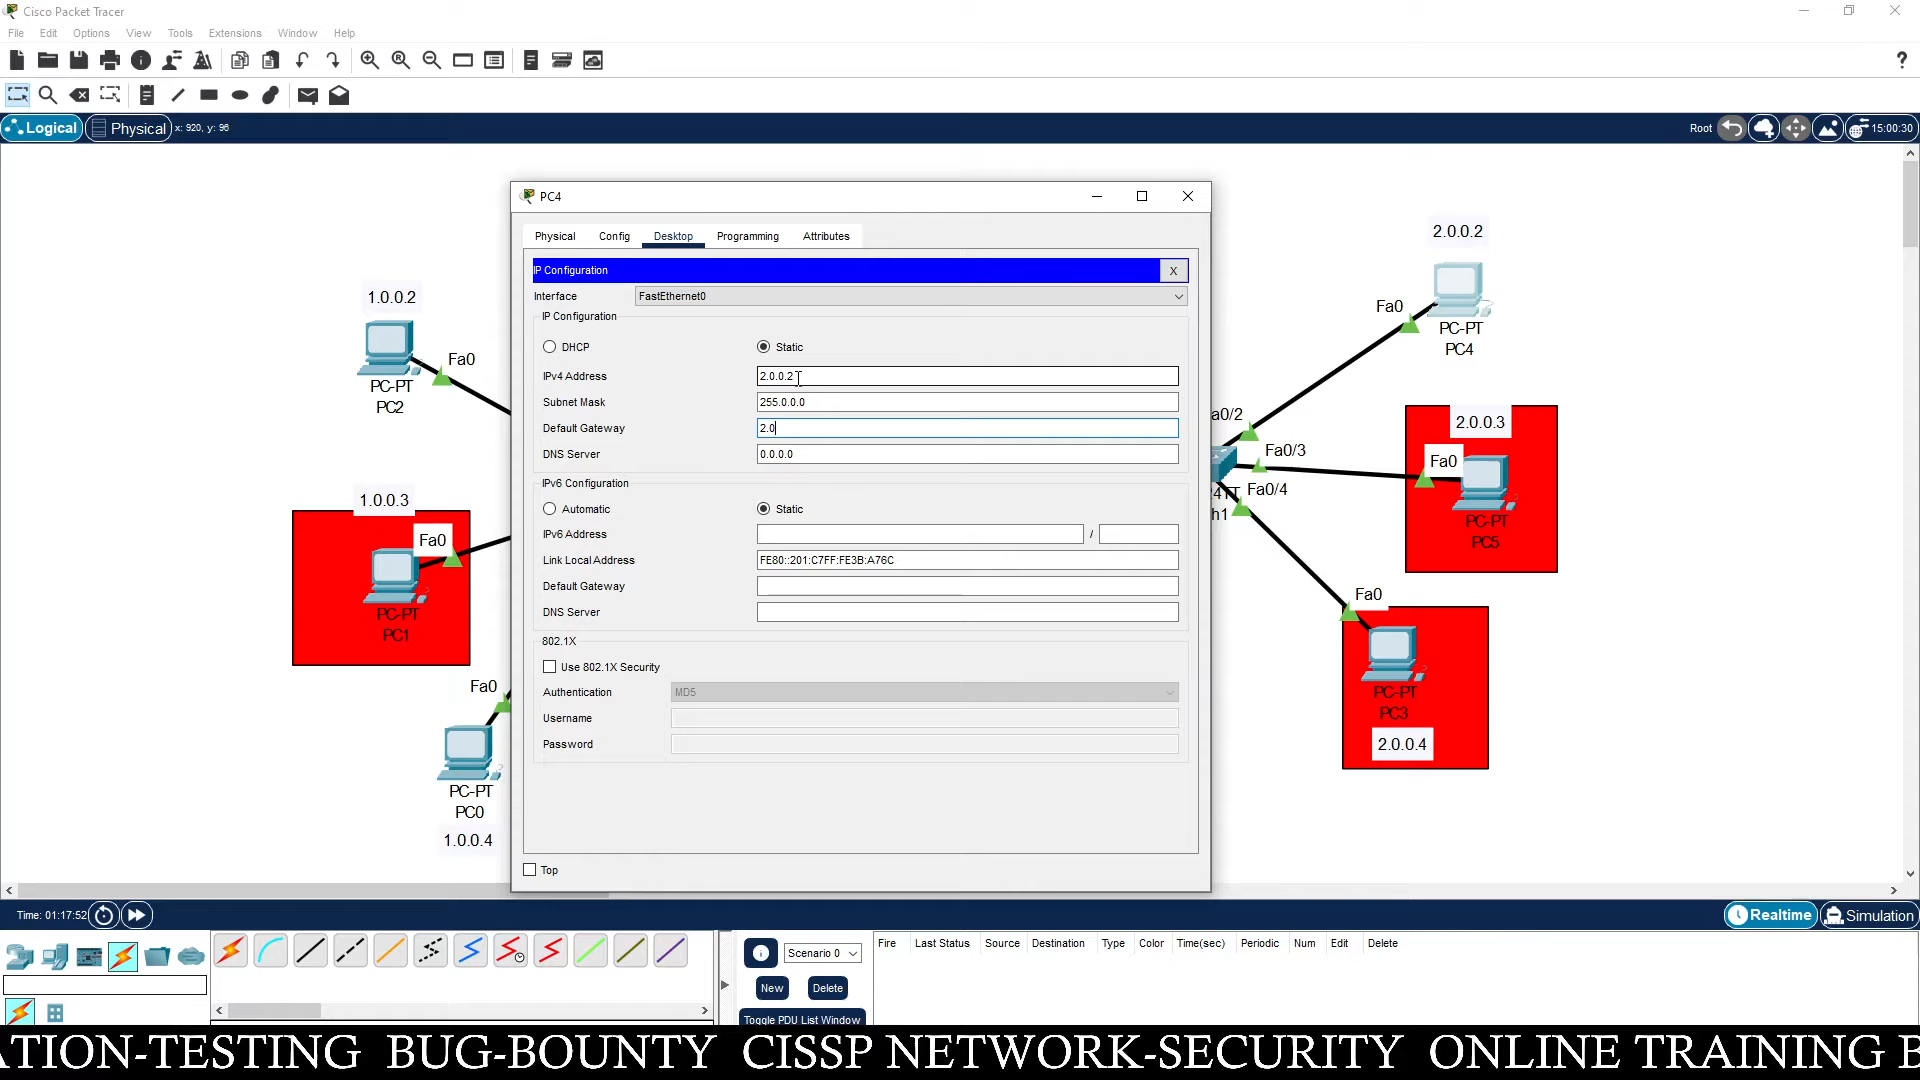 Cisco Packet Tracer
File Edit Options View Tools Extensions Window Help
?
Logical Physical x: 920, y: 96 Root 15:00:30
PC4
Physical Config Desktop Programming Attributes
IP Configuration X
Interface FastEthernet0
IP Configuration
DHCP Static
IPv4 Address 2.0.0.2
Subnet Mask 255.0.0.0
Default Gateway 2.0
DNS Server 0.0.0.0
IPv6 Configuration
Automatic Static
IPv6 Address /
Link Local Address FE80::201:C7FF:FE3B:A76C
Default Gateway
DNS Server
802.1X
Use 802.1X Security
Authentication MD5
Username
Password
Top
1.0.0.2
Fa0
PC-PT
PC2
1.0.0.3
Fa0
PC-PT
PC1
Fa0
PC-PT
PC0
1.0.0.4
2.0.0.2
Fa0
PC-PT
PC4
a0/2
Fa0/3
Fa0/4
4TT
h1
2.0.0.3
Fa0
PC-PT
PC5
Fa0
PC-PT
PC3
2.0.0.4
Time: 01:17:52 Realtime Simulation
Scenario 0
New Delete
Toggle PDU List Window
Fire Last Status Source Destination Type Color Time(sec) Periodic Num Edit Delete
ATION-TESTING BUG-BOUNTY CISSP NETWORK-SECURITY ONLINE TRAINING B